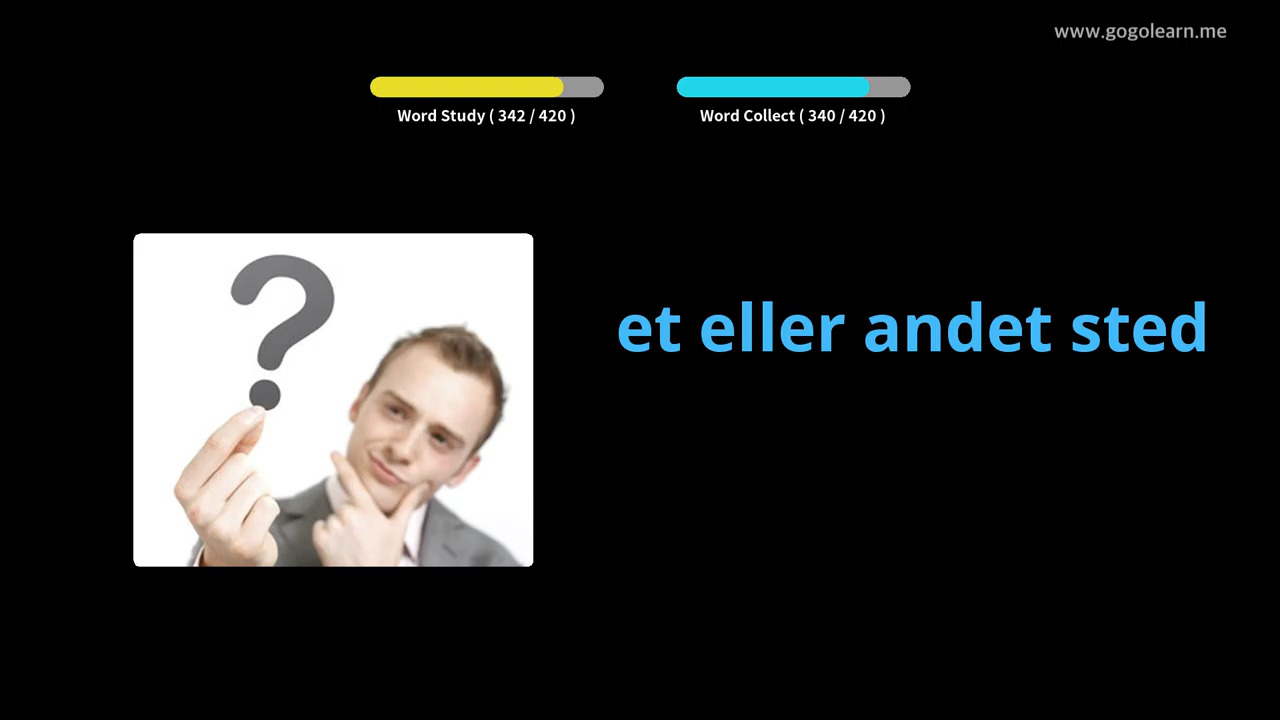 www.gogolearn.me
Word Study ( 342 / 420 )
Word Collect ( 340 / 420 )
?
et eller andet sted